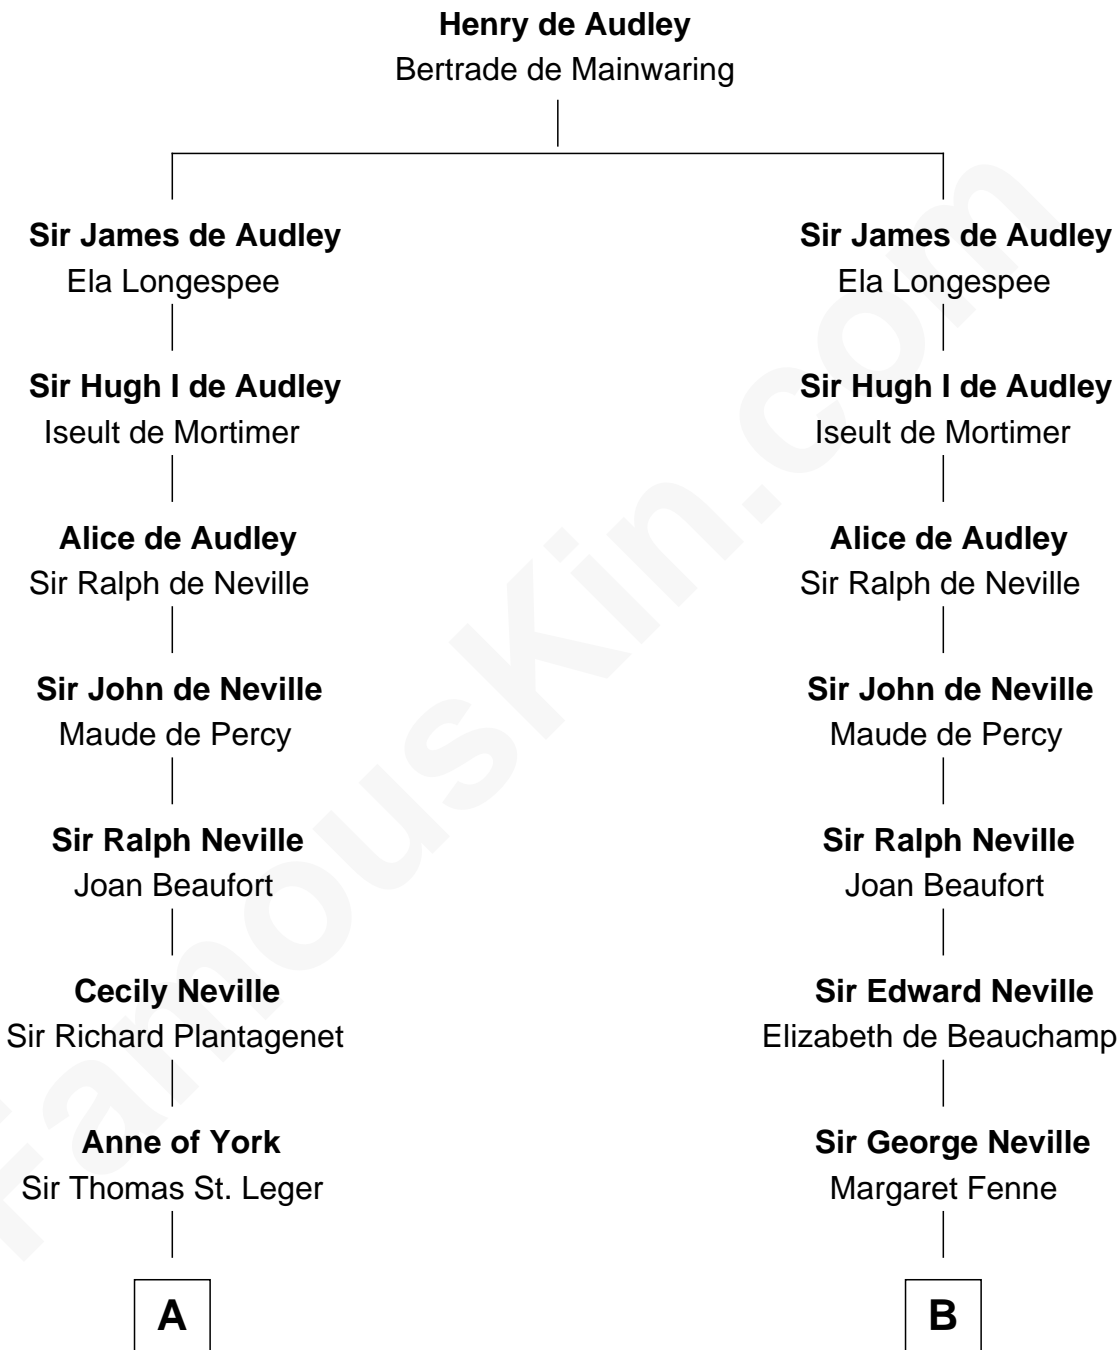 Henry de Audley
Bertrade de Mainwaring
Sir James de Audley
Ela Longespee
Sir Hugh I de Audley
Iseult de Mortimer
Alice de Audley
Sir Ralph de Neville
Sir John de Neville
Maude de Percy
Sir Ralph Neville
Joan Beaufort
Cecily Neville
Sir Richard Plantagenet
Anne of York
Sir Thomas St. Leger
A
Sir James de Audley
Ela Longespee
Sir Hugh I de Audley
Iseult de Mortimer
Alice de Audley
Sir Ralph de Neville
Sir John de Neville
Maude de Percy
Sir Ralph Neville
Joan Beaufort
Sir Edward Neville
Elizabeth de Beauchamp
Sir George Neville
Margaret Fenne
B
FamousKin.com